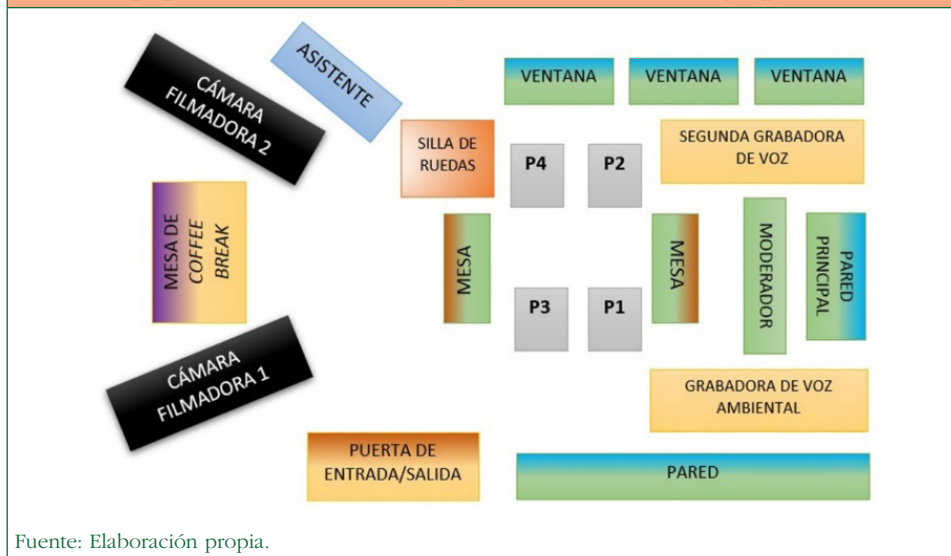 CÁMARA
FILMADORA 2
ASISTENTE
VENTANA
VENTANA
VENTANA
SILLA DE
RUEDAS
P4
P2
SEGUNDA GRABADORA
DE VOZ
MESA DE
COFFEE
BREAK
MESA
MESA
MODERADOR
PARED
PRINCIPAL
P3
P1
CÁMARA
FILMADORA 1
GRABADORA DE VOZ
AMBIENTAL
PUERTA DE
ENTRADA/SALIDA
PARED
Fuente: Elaboración propia.